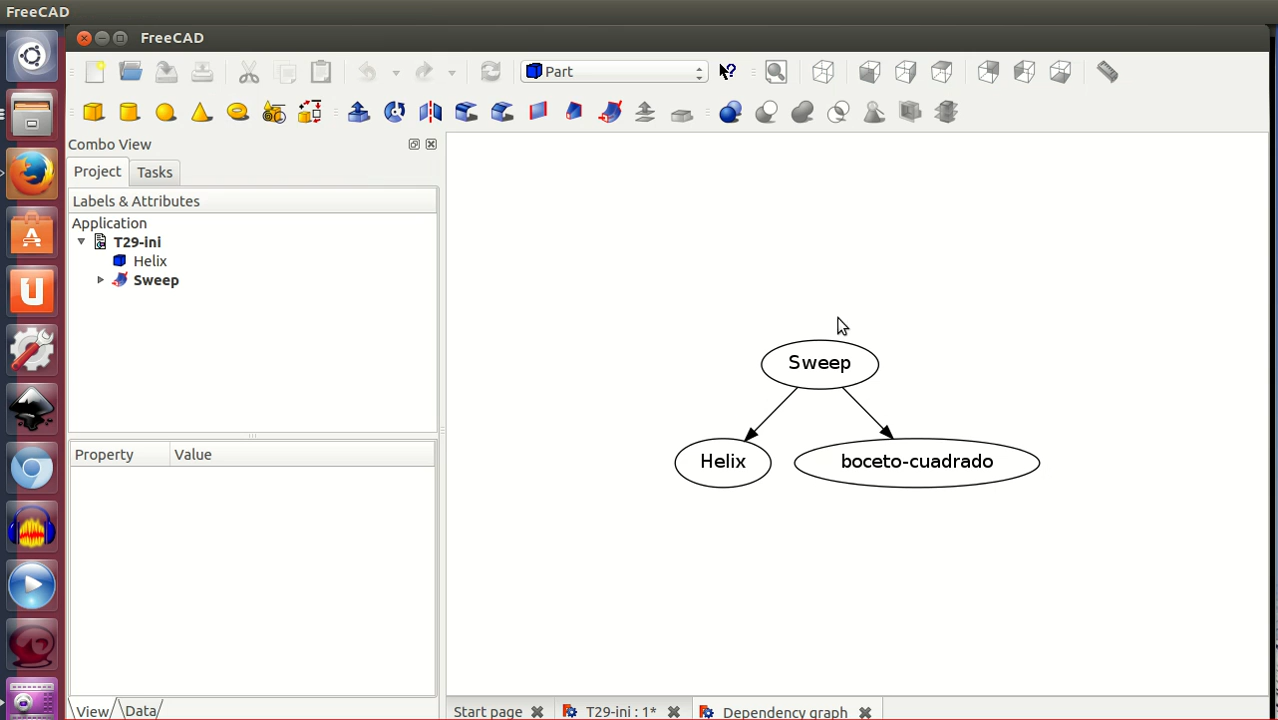 FreeCAD
FreeCAD
Part
Combo View
Project
Tasks
Labels & Attributes
Application
T29-ini
Helix
Sweep
Sweep
Helix
boceto-cuadrado
Property
Value
View
Data
Start page
T29-ini : 1*
Dependency graph